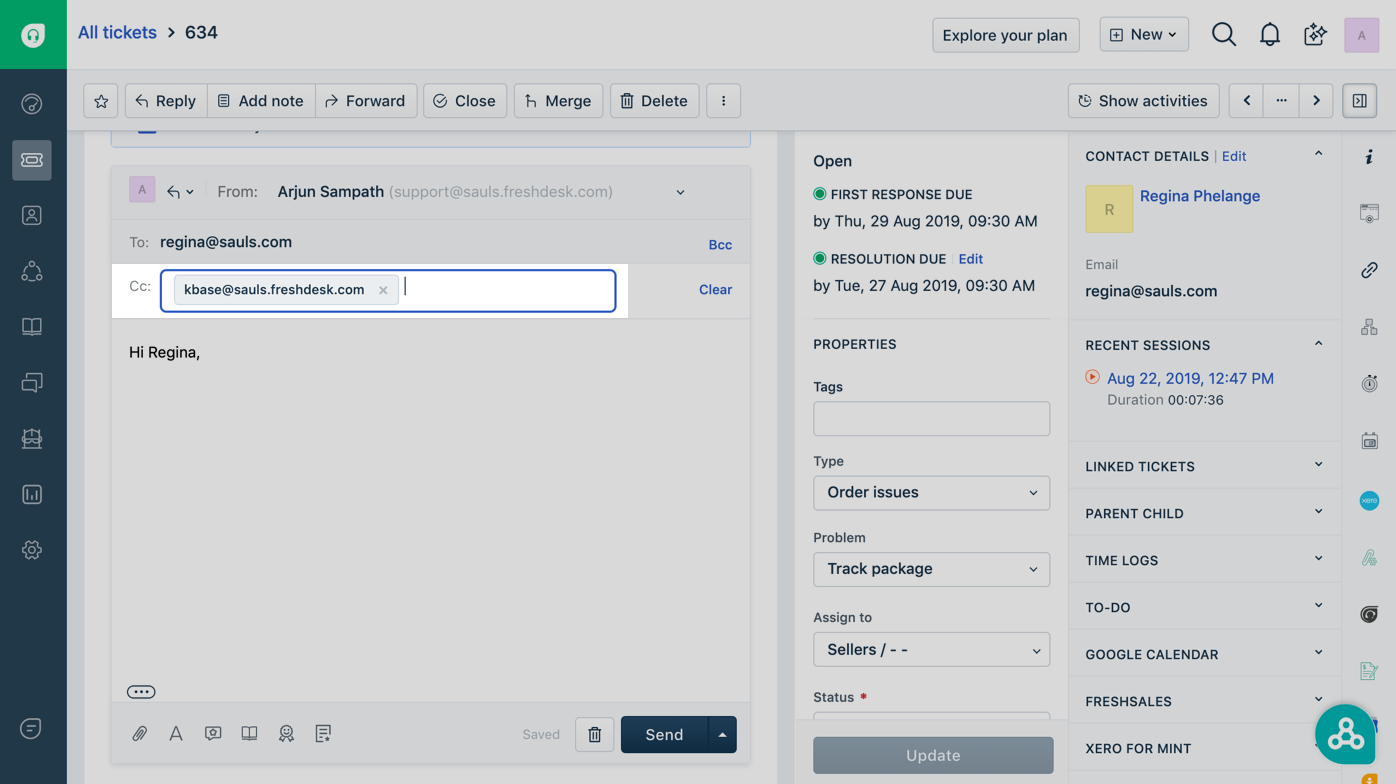 All tickets > 634
Explore your plan
New
A
Reply
Add note
Forward
Close
Merge
Delete
Show activities
A
From: Arjun Sampath (support@sauls.freshdesk.com)
To: regina@sauls.com
Bcc
Cc: kbase@sauls.freshdesk.com ×
Clear
Hi Regina,
Saved
Send
Open
FIRST RESPONSE DUE
by Thu, 29 Aug 2019, 09:30 AM
RESOLUTION DUE Edit
by Tue, 27 Aug 2019, 09:30 AM
PROPERTIES
Tags
Type
Order issues
Problem
Track package
Assign to
Sellers / - -
Status *
Update
CONTACT DETAILS | Edit
R
Regina Phelange
Email
regina@sauls.com
RECENT SESSIONS
Aug 22, 2019, 12:47 PM
Duration 00:07:36
LINKED TICKETS
PARENT CHILD
TIME LOGS
TO-DO
GOOGLE CALENDAR
FRESHSALES
XERO FOR MINT
xero